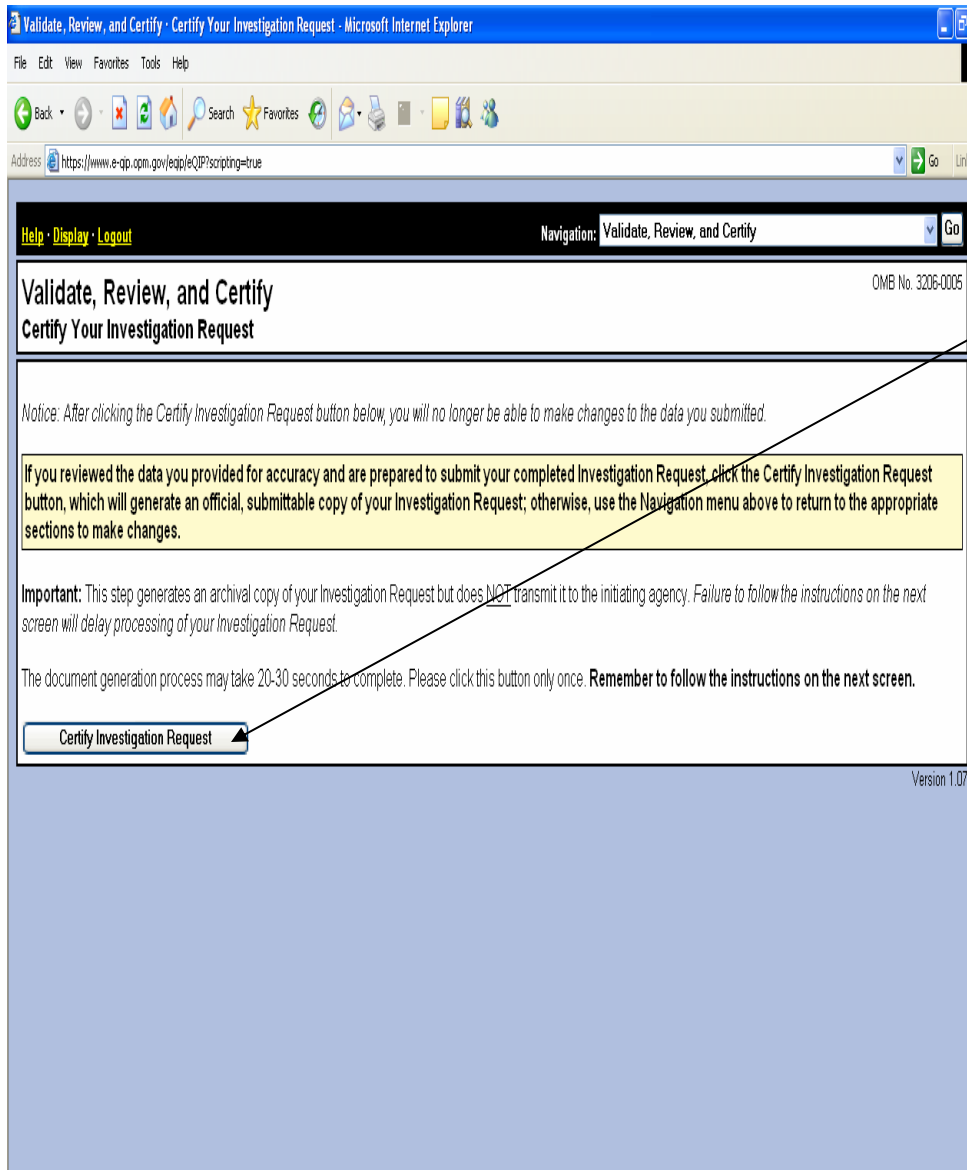 Validate, Review, and Certify · Certify Your Investigation Request - Microsoft Internet Explorer
File Edit View Favorites Tools Help
Back Search Favorites
Address https://www.e-qip.opm.gov/eqip/eQIP?scripting=true Go
Help · Display · Logout Navigation: Validate, Review, and Certify Go
Validate, Review, and Certify OMB No. 3206-0005
Certify Your Investigation Request
Notice: After clicking the Certify Investigation Request button below, you will no longer be able to make changes to the data you submitted.
If you reviewed the data you provided for accuracy and are prepared to submit your completed Investigation Request, click the Certify Investigation Request
button, which will generate an official, submittable copy of your Investigation Request; otherwise, use the Navigation menu above to return to the appropriate
sections to make changes.
Important: This step generates an archival copy of your Investigation Request but does NOT transmit it to the initiating agency. Failure to follow the instructions on the next
screen will delay processing of your Investigation Request.
The document generation process may take 20-30 seconds to complete. Please click this button only once. Remember to follow the instructions on the next screen.
Certify Investigation Request
Version 1.07